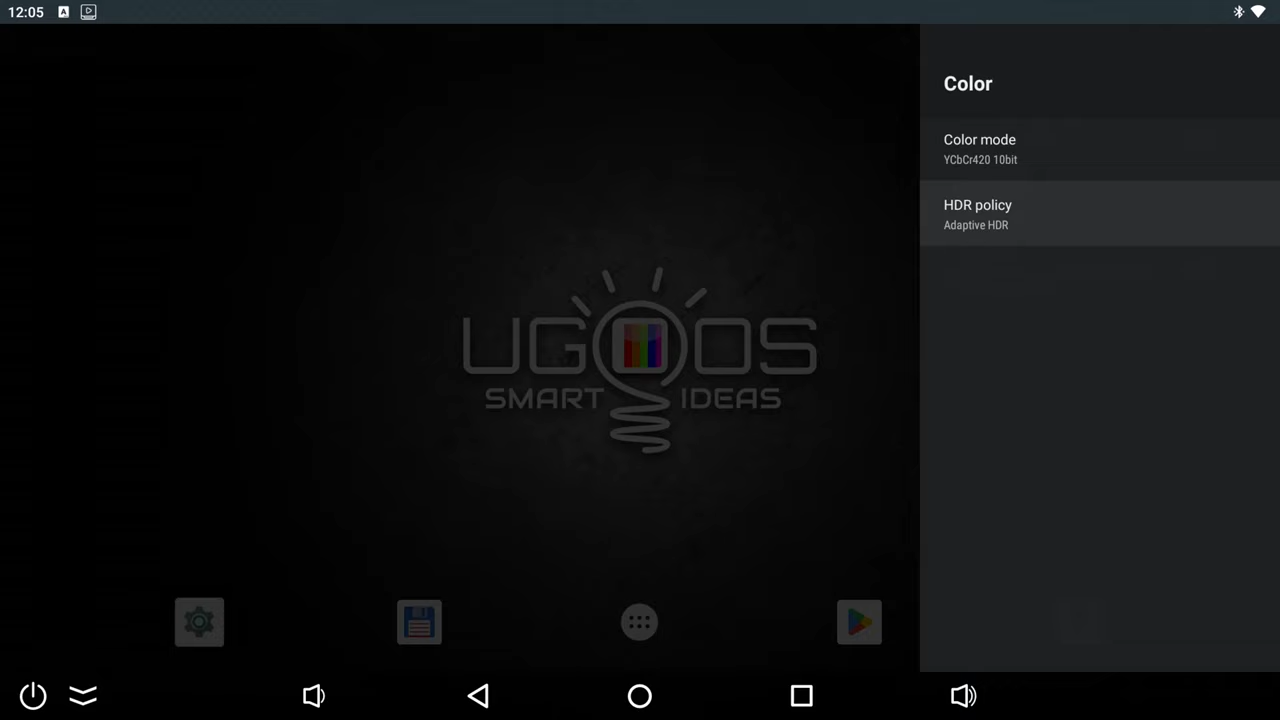 12:05
Color
Color mode
YCbCr420 10bit
HDR policy
Adaptive HDR
UGOOS
SMART IDEAS